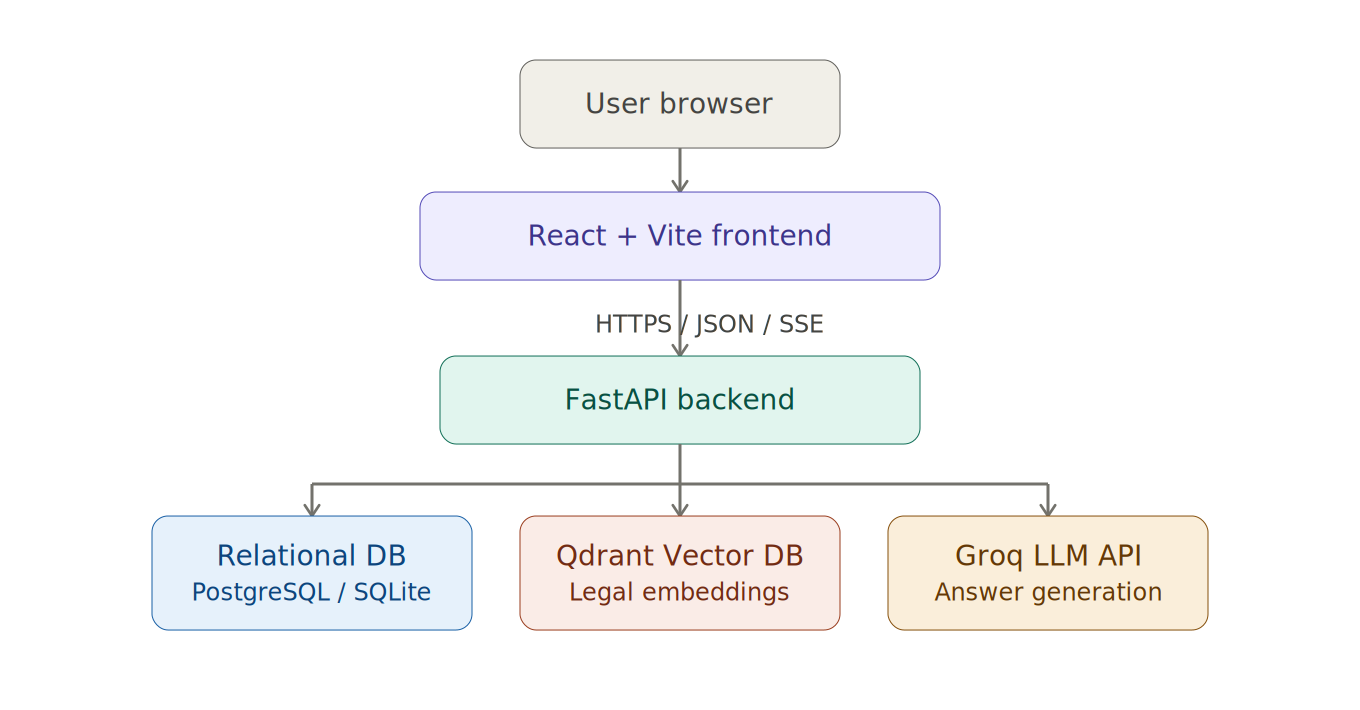 User browser
React + Vite frontend
HTTPS / JSON / SSE
FastAPI backend
Relational DB
PostgreSQL / SQLite
Qdrant Vector DB
Legal embeddings
Groq LLM API
Answer generation